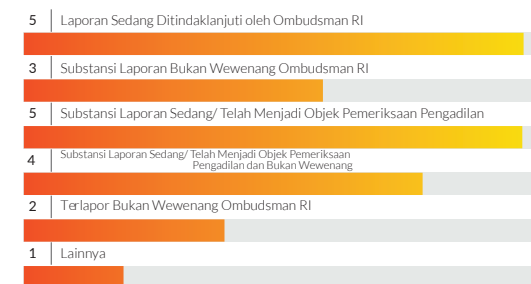 5 Laporan Sedang Ditindaklanjuti oleh Ombudsman RI
3 Substansi Laporan Bukan Wewenang Ombudsman RI
5 Substansi Laporan Sedang/ Telah Menjadi Objek Pemeriksaan Pengadilan
4 Substansi Laporan Sedang/ Telah Menjadi Objek Pemeriksaan
Pengadilan dan Bukan Wewenang
2 Terlapor Bukan Wewenang Ombudsman RI
1 Lainnya